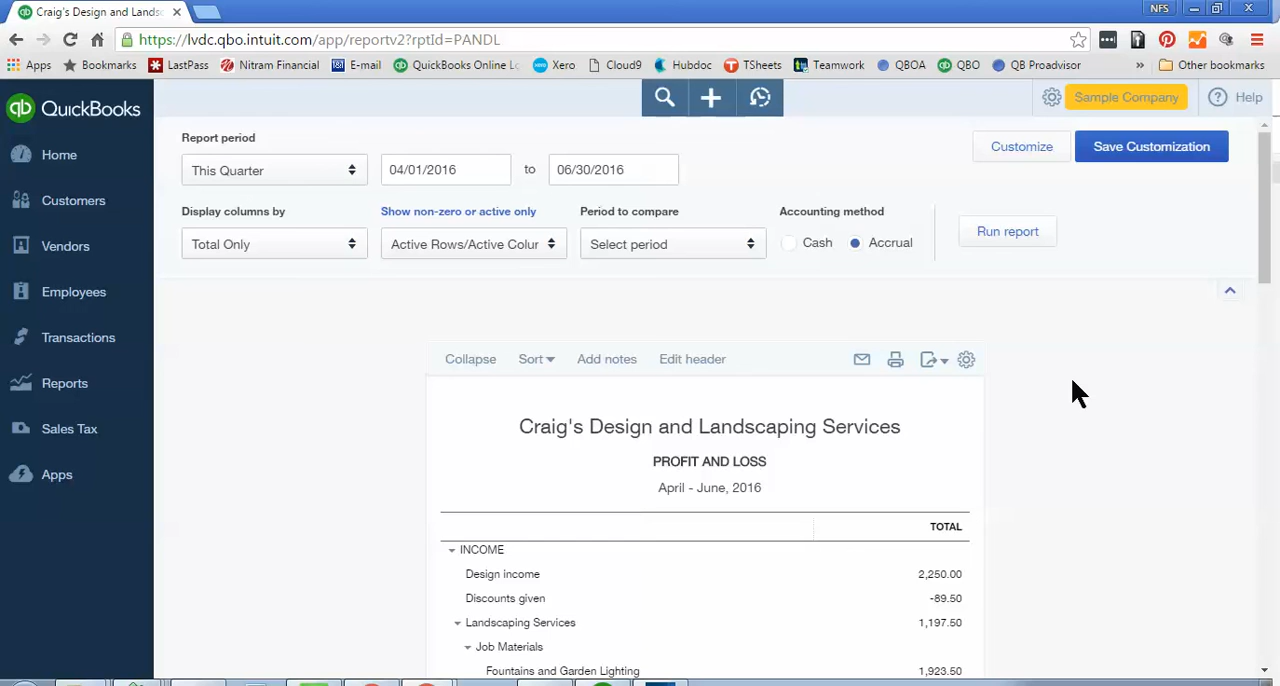 Craig's Design and Landsc
NFS
https://lvdc.qbo.intuit.com/app/reportv2?rptId=PANDL
Apps Bookmarks LastPass Nitram Financial E-mail QuickBooks Online Lo Xero Cloud9 Hubdoc TSheets Teamwork QBOA QBO QB Proadvisor » Other bookmarks
qb QuickBooks
Sample Company ? Help
Home
Customers
Vendors
Employees
Transactions
Reports
Sales Tax
Apps
Report period
This Quarter 04/01/2016 to 06/30/2016
Customize Save Customization
Display columns by Show non-zero or active only Period to compare Accounting method
Total Only Active Rows/Active Colur Select period Cash Accrual Run report
Collapse Sort Add notes Edit header
Craig's Design and Landscaping Services
PROFIT AND LOSS
April - June, 2016
TOTAL
INCOME
Design income 2,250.00
Discounts given -89.50
Landscaping Services 1,197.50
Job Materials
Fountains and Garden Lighting 1,923.50